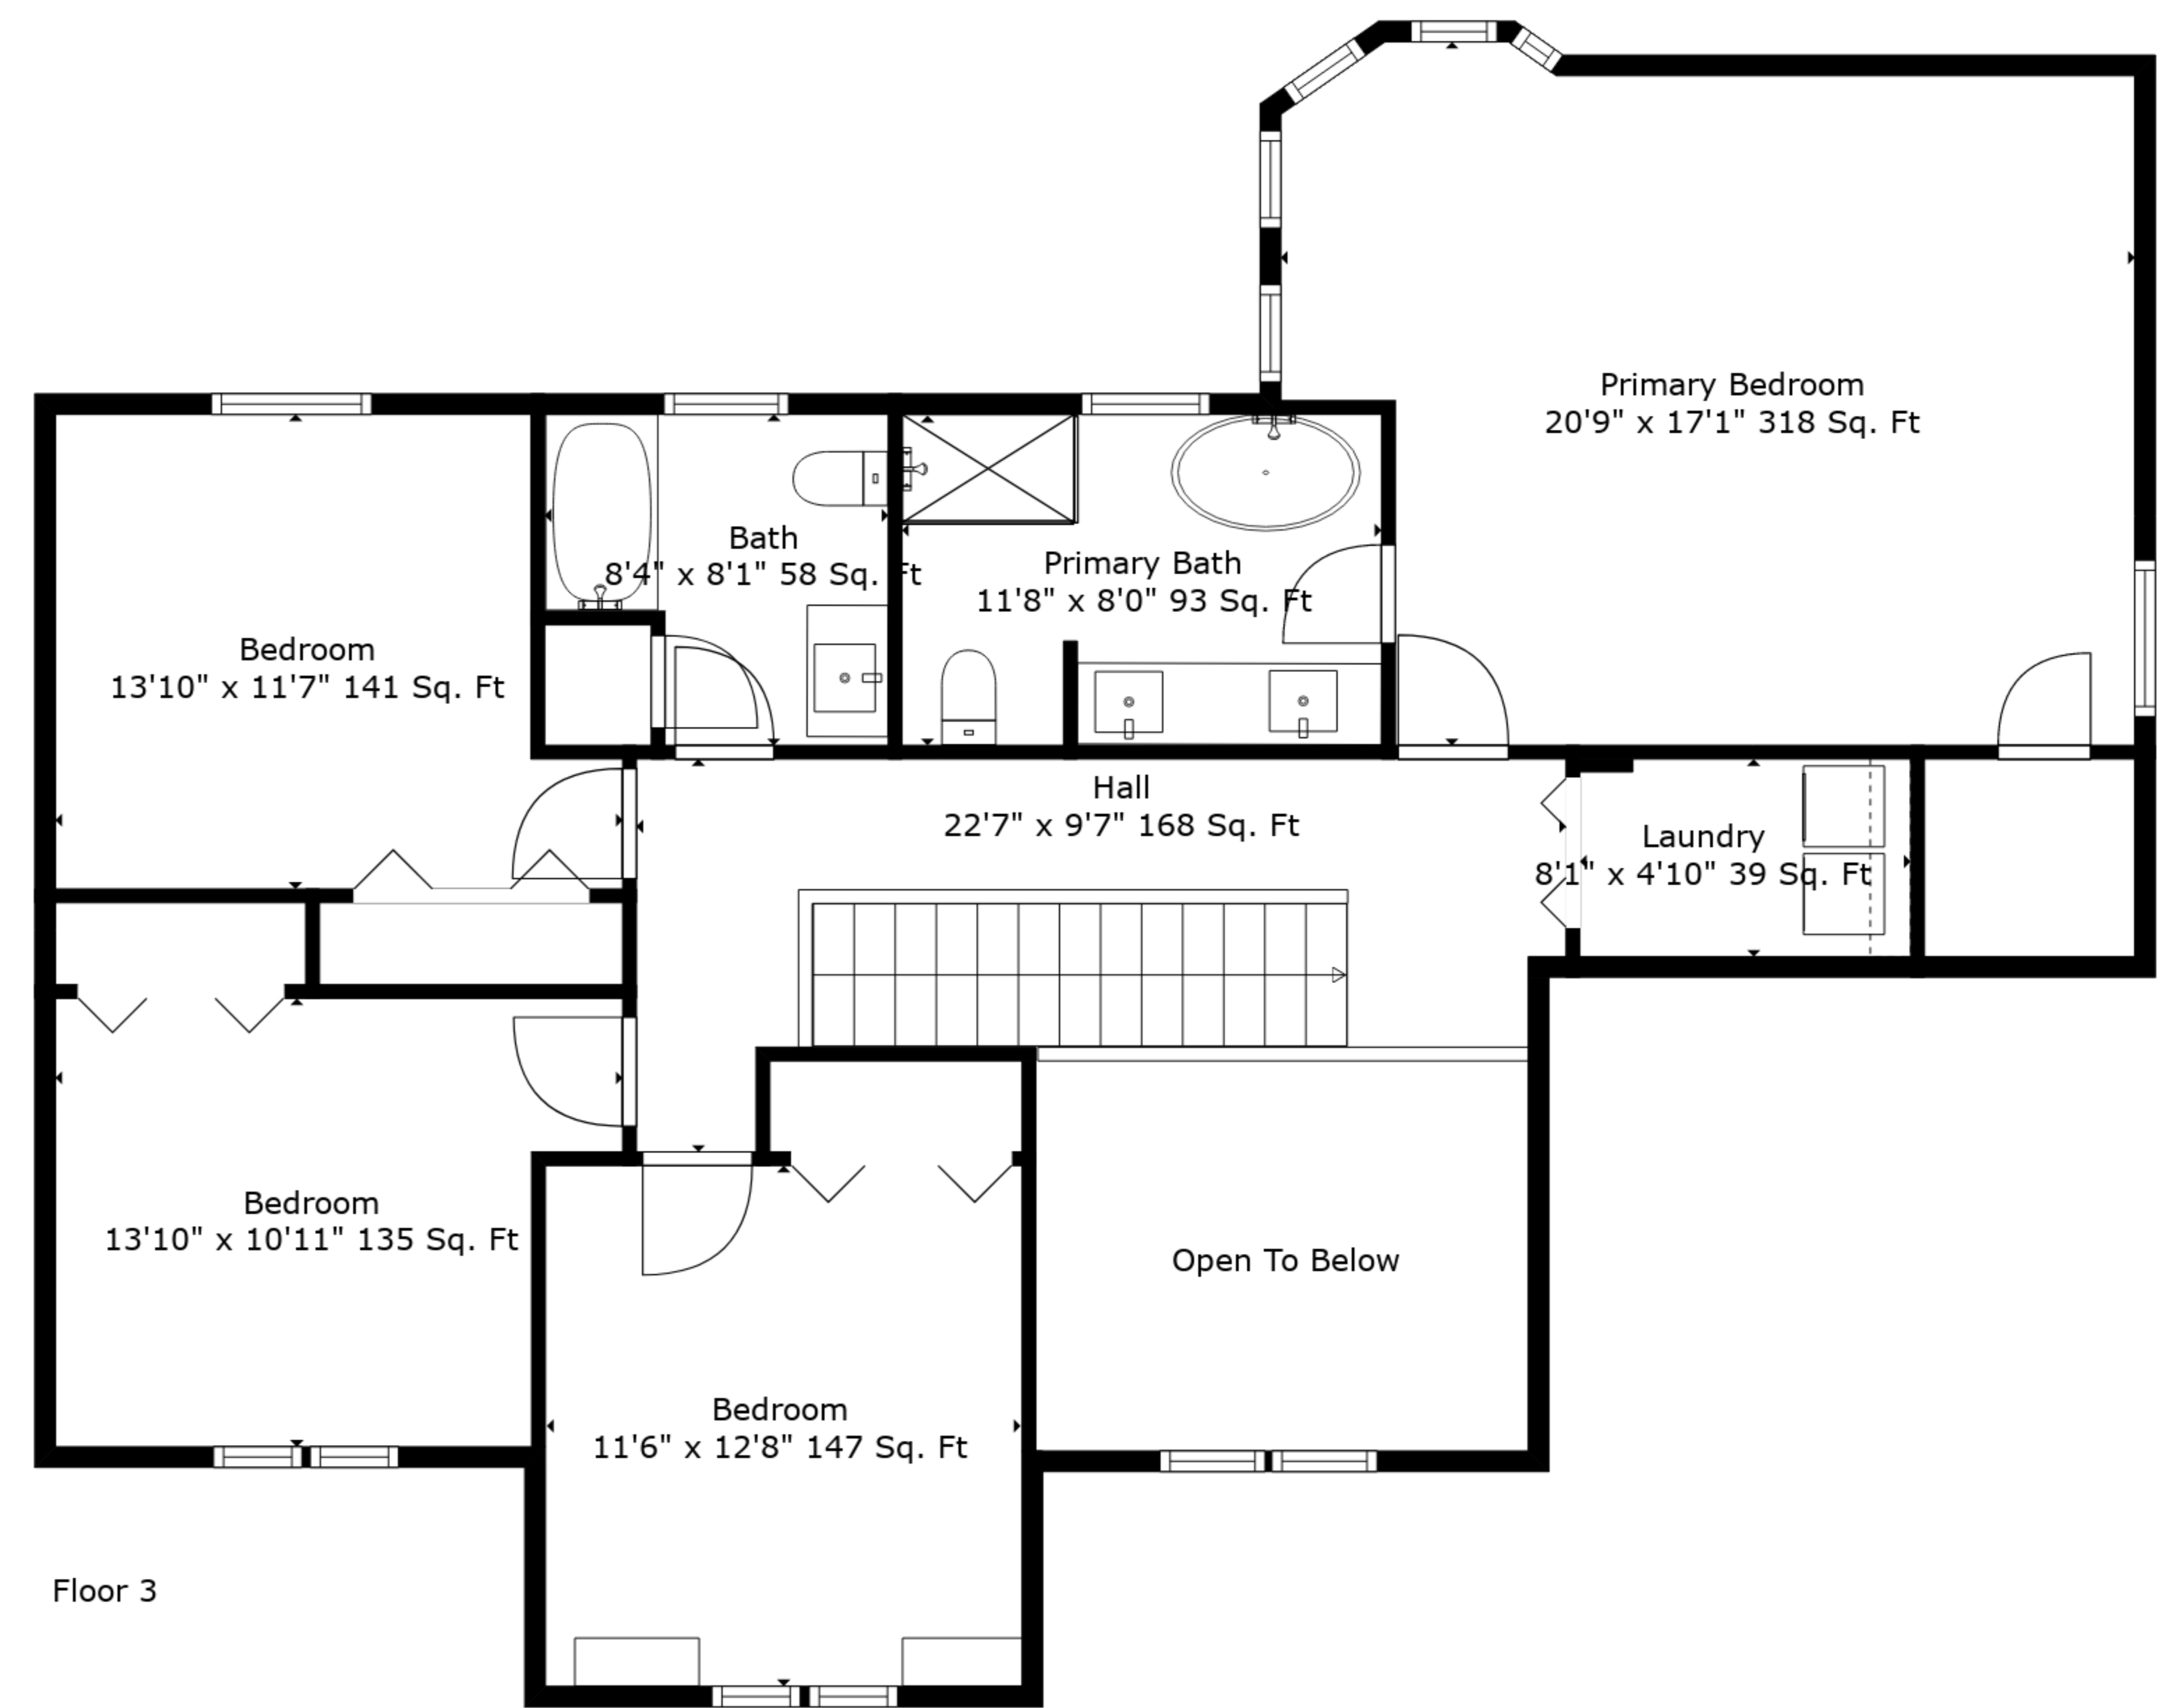 Primary Bedroom
20'9" x 17'1" 318 Sq. Ft
Bath
8'4" x 8'1" 58 Sq. Ft
Primary Bath
11'8" x 8'0" 93 Sq. Ft
Bedroom
13'10" x 11'7" 141 Sq. Ft
Hall
22'7" x 9'7" 168 Sq. Ft
Laundry
8'1" x 4'10" 39 Sq. Ft
Bedroom
13'10" x 10'11" 135 Sq. Ft
Open To Below
Bedroom
11'6" x 12'8" 147 Sq. Ft
Floor 3